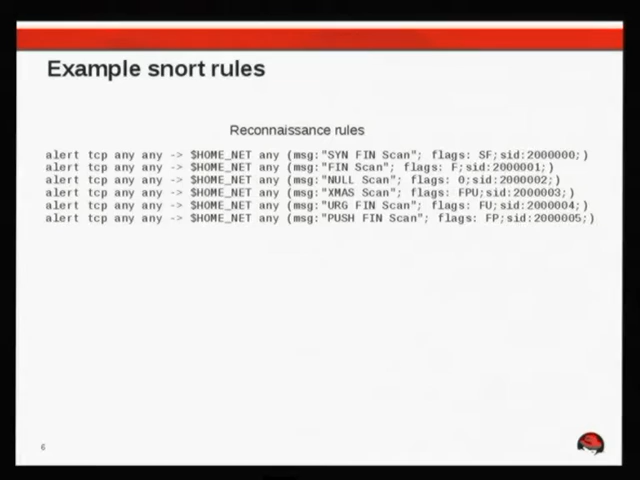 Example snort rules
Reconnaissance rules
alert tcp any any -> $HOME_NET any (msg:"SYN FIN Scan"; flags: SF;sid:2000000;)
alert tcp any any -> $HOME_NET any (msg:"FIN Scan"; flags: F;sid:2000001;)
alert tcp any any -> $HOME_NET any (msg:"NULL Scan"; flags: 0;sid:2000002;)
alert tcp any any -> $HOME_NET any (msg:"XMAS Scan"; flags: FPU;sid:2000003;)
alert tcp any any -> $HOME_NET any (msg:"URG FIN Scan"; flags: FU;sid:2000004;)
alert tcp any any -> $HOME_NET any (msg:"PUSH FIN Scan"; flags: FP;sid:2000005;)
6